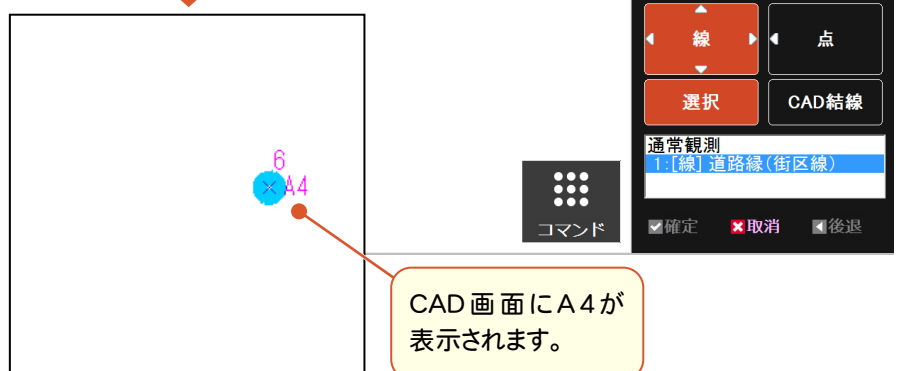 線
点
選択
CAD結線
通常観測
1:[線] 道路縁(街区線)
確定 取消 後退
6
A4
コマンド
CAD画面にA4が
表示されます。